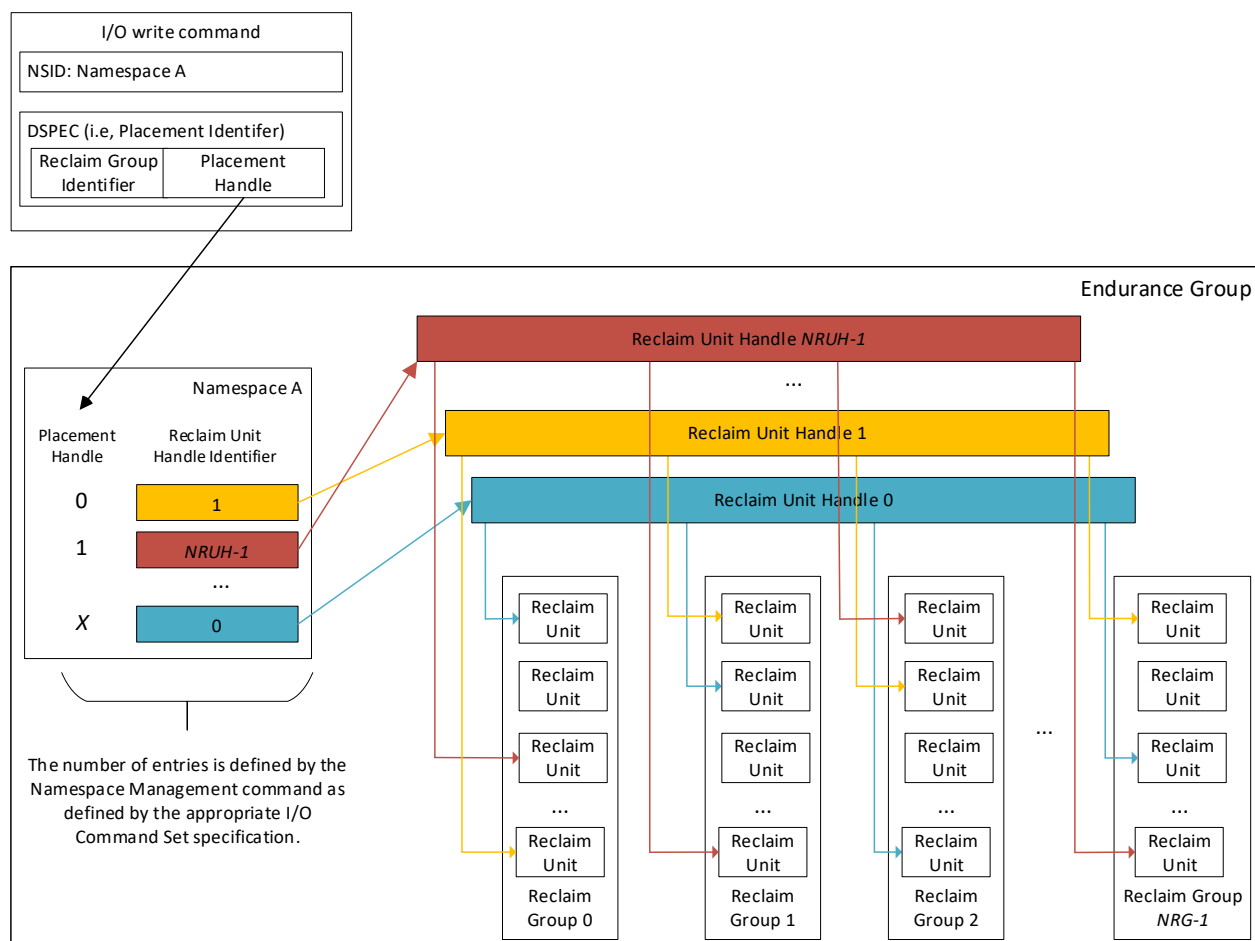 I/O write command
NSID: Namespace A
DSPEC (i.e, Placement Identifer)
Reclaim Group
Identifier
Placement
Handle
Endurance Group
Reclaim Unit Handle NRUH-1
...
Reclaim Unit Handle 1
Reclaim Unit Handle 0
Namespace A
Placement
Handle
Reclaim Unit
Handle Identifier
0
1
1
NRUH-1
...
X
0
The number of entries is defined by the
Namespace Management command as
defined by the appropriate I/O
Command Set specification.
Reclaim
Unit
Reclaim
Unit
Reclaim
Unit
...
Reclaim
Unit
Reclaim
Group 0
Reclaim
Unit
Reclaim
Unit
Reclaim
Unit
...
Reclaim
Unit
Reclaim
Group 1
Reclaim
Unit
Reclaim
Unit
Reclaim
Unit
...
Reclaim
Unit
Reclaim
Group 2
...
Reclaim
Unit
Reclaim
Unit
Reclaim
Unit
...
Reclaim
Unit
Reclaim Group
NRG-1